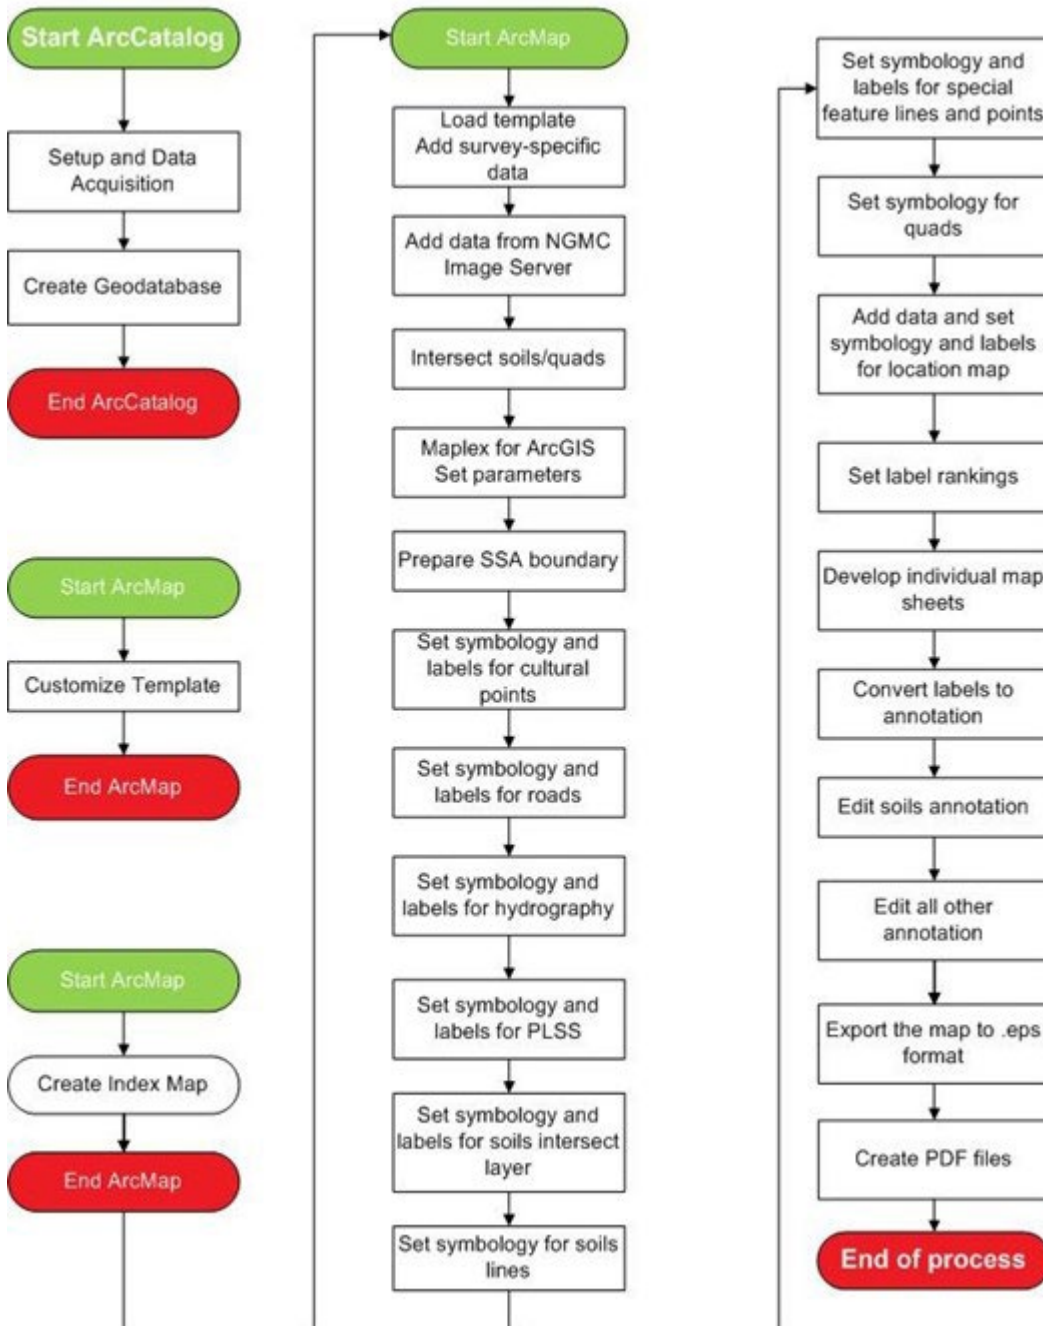 Start ArcCatalog
Setup and Data
Acquisition
Create Geodatabase
End ArcCatalog
Start ArcMap
Customize Template
End ArcMap
Start ArcMap
Create Index Map
End ArcMap
Start ArcMap
Load template
Add survey-specific
data
Add data from NGMC
Image Server
Intersect soils/quads
Maplex for ArcGIS
Set parameters
Prepare SSA boundary
Set symbology and
labels for cultural
points
Set symbology and
labels for roads
Set symbology and
labels for hydrography
Set symbology and
labels for PLSS
Set symbology and
labels for soils intersect
layer
Set symbology for soils
lines
Set symbology and
labels for special
feature lines and points
Set symbology for
quads
Add data and set
symbology and labels
for location map
Set label rankings
Develop individual map
sheets
Convert labels to
annotation
Edit soils annotation
Edit all other
annotation
Export the map to .eps
format
Create PDF files
End of process